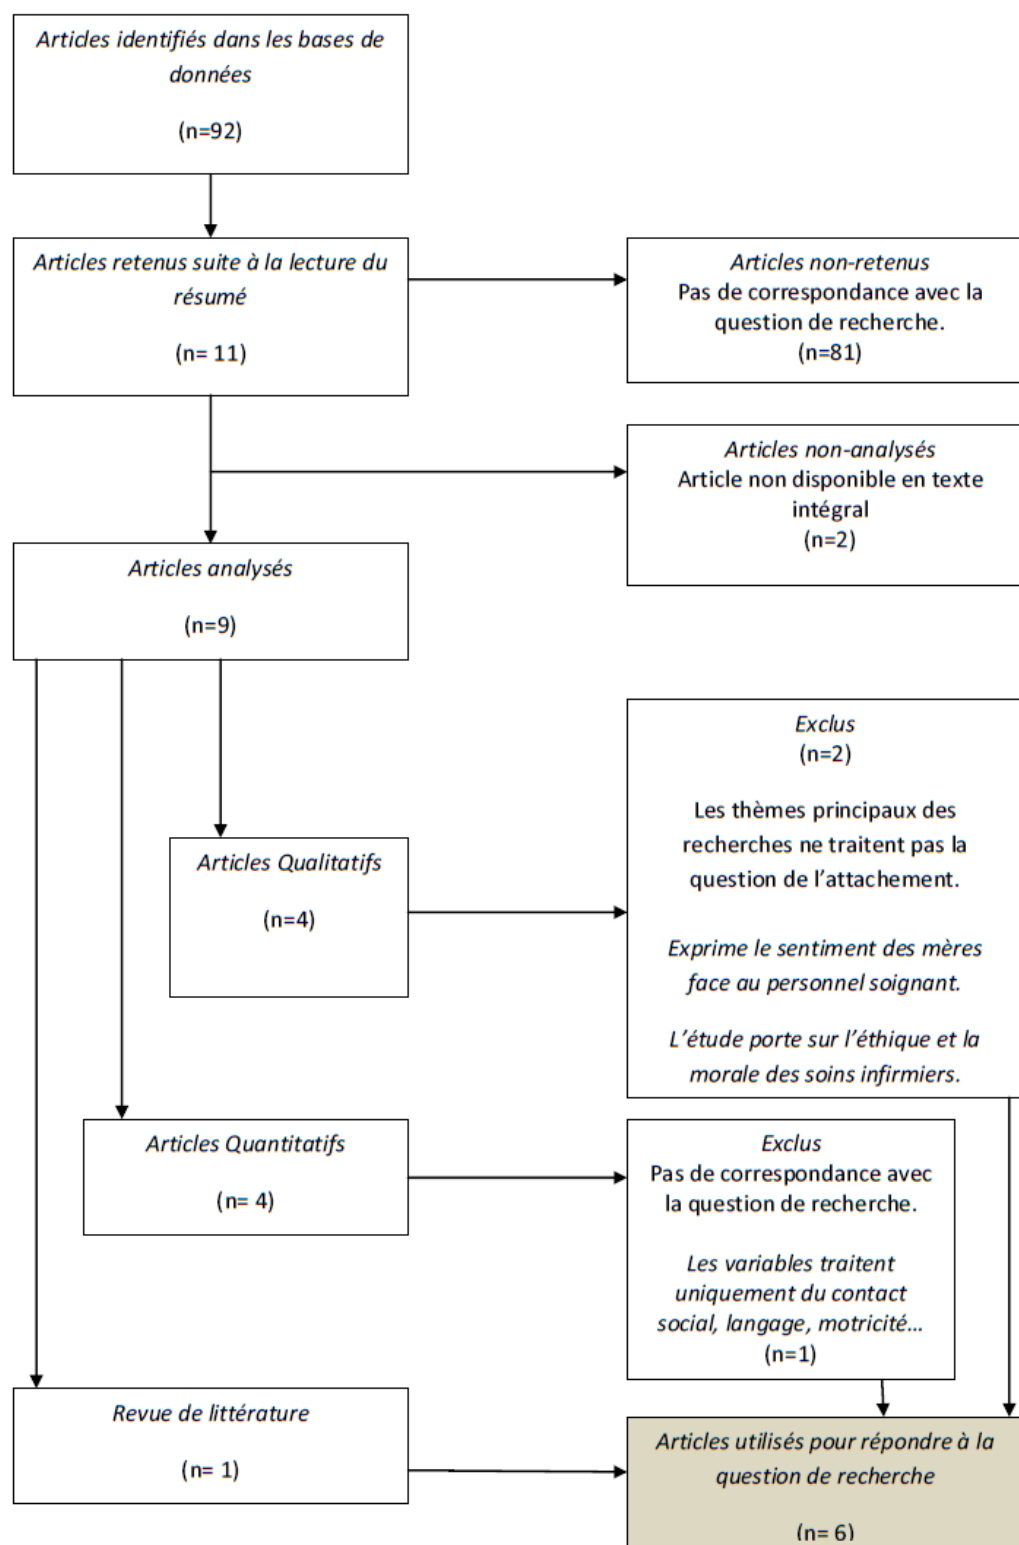 Articles identifiés dans les bases de
données
(n=92)
Articles retenus suite à la lecture du
résumé
(n= 11)
Articles non-retenus
Pas de correspondance avec la
question de recherche.
(n=81)
Articles non-analysés
Article non disponible en texte
intégral
(n=2)
Articles analysés
(n=9)
Exclus
(n=2)
Les thèmes principaux des
recherches ne traitent pas la
question de l’attachement.
Exprime le sentiment des mères
face au personnel soignant.
L’étude porte sur l’éthique et la
morale des soins infirmiers.
Articles Qualitatifs
(n=4)
Articles Quantitatifs
(n= 4)
Exclus
Pas de correspondance avec
la question de recherche.
Les variables traitent
uniquement du contact
social, langage, motricité…
(n=1)
Revue de littérature
(n= 1)
Articles utilisés pour répondre à la
question de recherche
(n= 6)